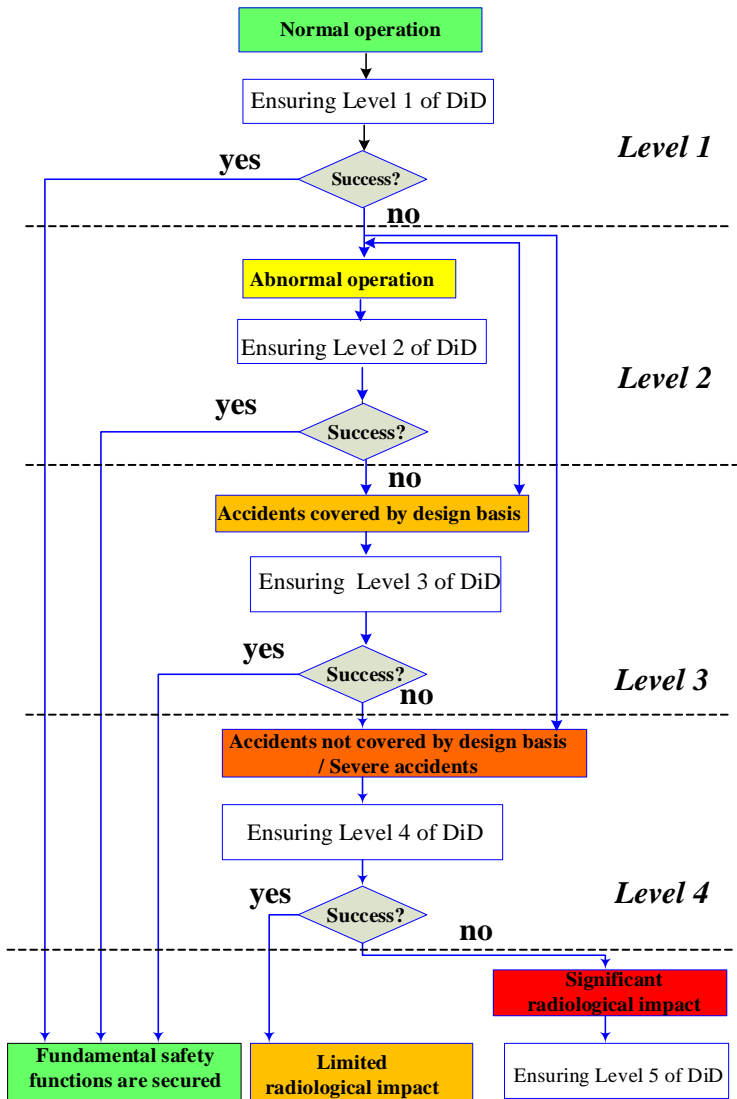 Normal operation
Ensuring Level 1 of DiD
Level 1
yes
Success?
no
Abnormal operation
Ensuring Level 2 of DiD
Level 2
yes
Success?
no
Accidents covered by design basis
Ensuring Level 3 of DiD
yes
Success?
Level 3
no
Accidents not covered by design basis
/ Severe accidents
Ensuring Level 4 of DiD
yes
Success?
Level 4
no
Significant
radiological impact
Fundamental safety
functions are secured
Limited
radiological impact
Ensuring Level 5 of DiD